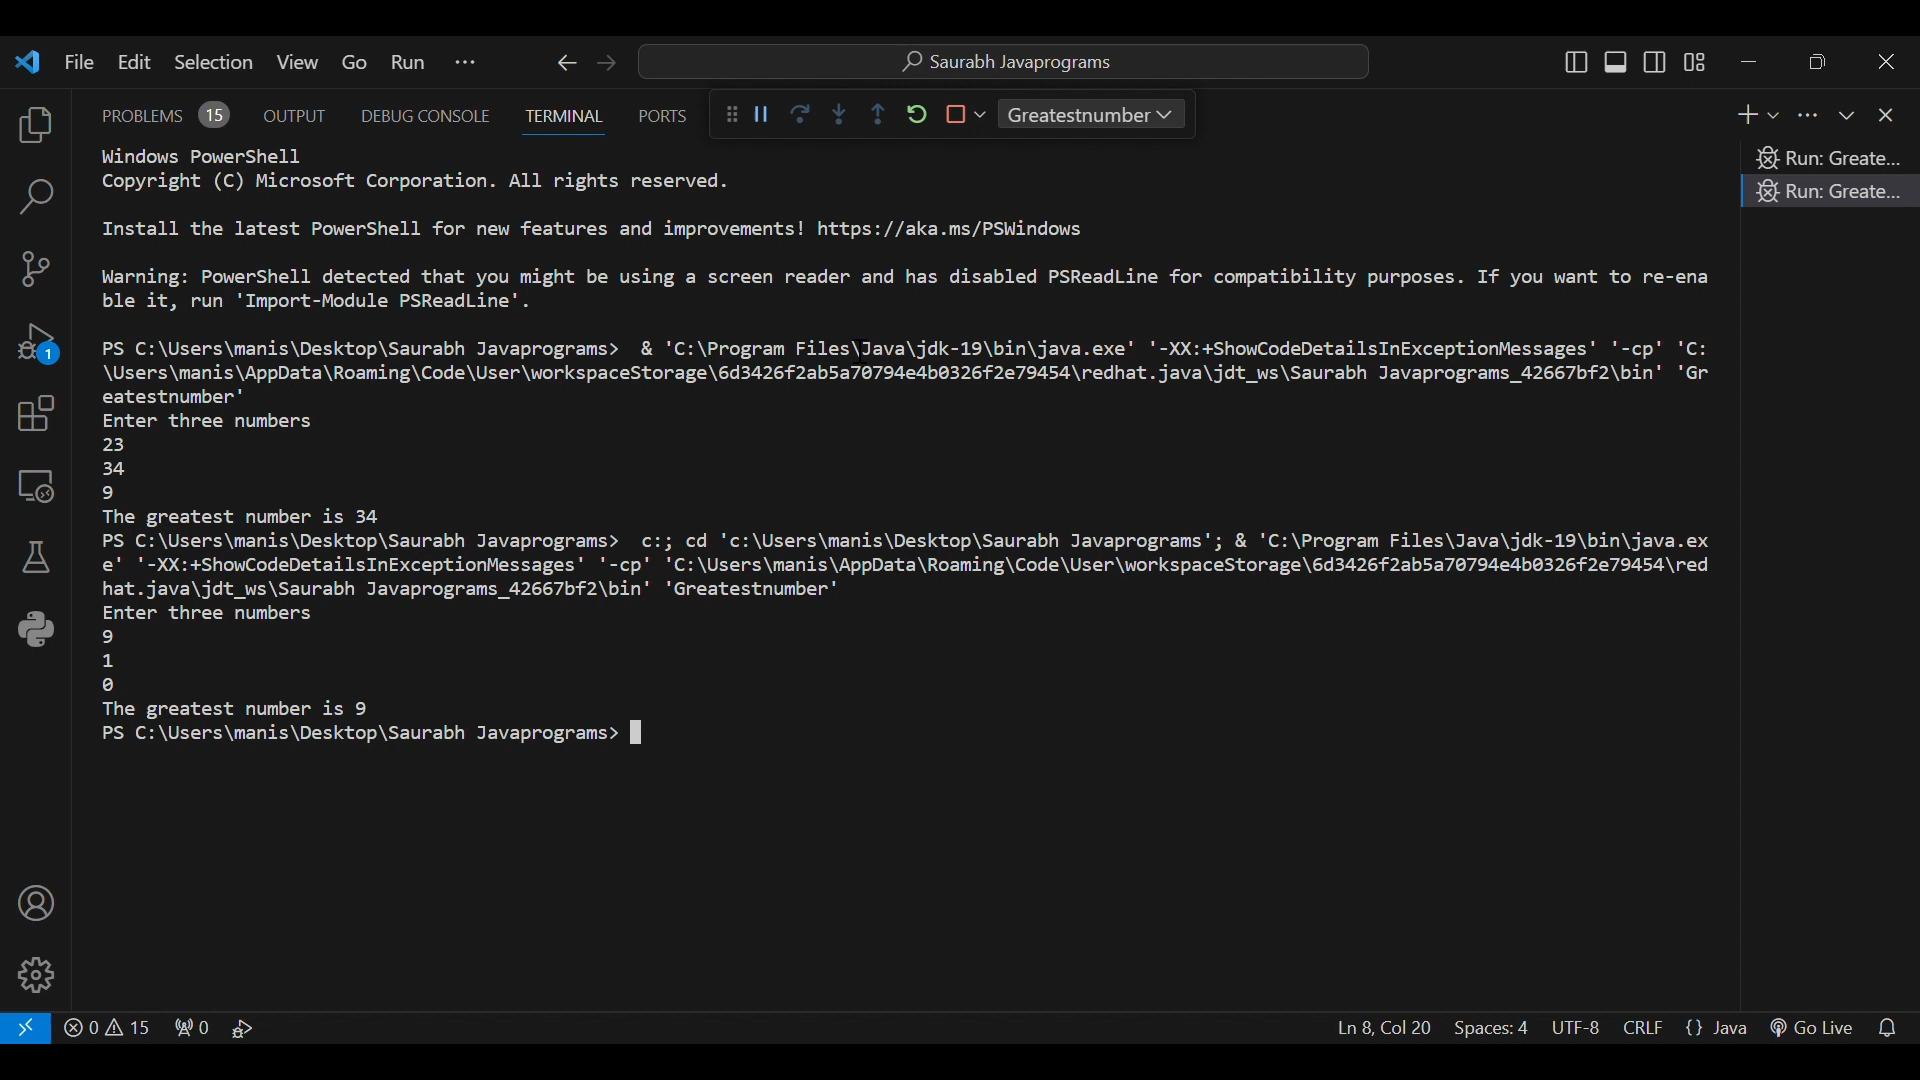 File Edit Selection View Go Run ··· Saurabh Javaprograms
PROBLEMS 15 OUTPUT DEBUG CONSOLE TERMINAL PORTS Greatestnumber
Run: Greate...
Run: Greate...
Windows PowerShell
Copyright (C) Microsoft Corporation. All rights reserved.
Install the latest PowerShell for new features and improvements! https://aka.ms/PSWindows
Warning: PowerShell detected that you might be using a screen reader and has disabled PSReadLine for compatibility purposes. If you want to re-ena
ble it, run 'Import-Module PSReadLine'.
PS C:\Users\manis\Desktop\Saurabh Javaprograms>  & 'C:\Program Files\Java\jdk-19\bin\java.exe' '-XX:+ShowCodeDetailsInExceptionMessages' '-cp' 'C:
\Users\manis\AppData\Roaming\Code\User\workspaceStorage\6d3426f2ab5a70794e4b0326f2e79454\redhat.java\jdt_ws\Saurabh Javaprograms_42667bf2\bin' 'Gr
eatestnumber'
Enter three numbers
23
34
9
The greatest number is 34
PS C:\Users\manis\Desktop\Saurabh Javaprograms>  c:; cd 'c:\Users\manis\Desktop\Saurabh Javaprograms'; & 'C:\Program Files\Java\jdk-19\bin\java.ex
e' '-XX:+ShowCodeDetailsInExceptionMessages' '-cp' 'C:\Users\manis\AppData\Roaming\Code\User\workspaceStorage\6d3426f2ab5a70794e4b0326f2e79454\red
hat.java\jdt_ws\Saurabh Javaprograms_42667bf2\bin' 'Greatestnumber'
Enter three numbers
9
1
0
The greatest number is 9
PS C:\Users\manis\Desktop\Saurabh Javaprograms>
1
0 15 0 Ln 8, Col 20 Spaces: 4 UTF-8 CRLF {} Java Go Live